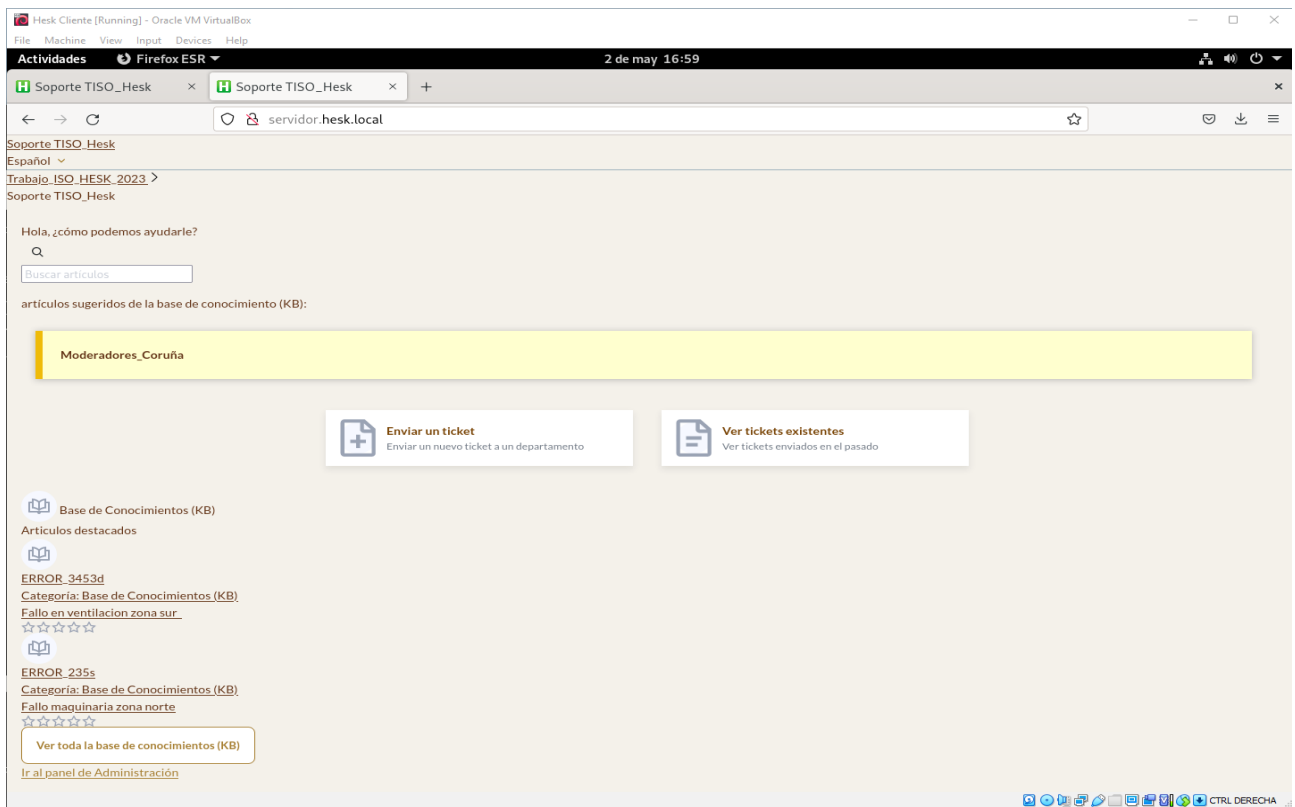 Hesk Cliente [Running] - Oracle VM VirtualBox
File Machine View Input Devices Help
Actividades Firefox ESR 2 de may 16:59
Soporte TISO_Hesk Soporte TISO_Hesk
servidor.hesk.local
Soporte TISO_Hesk
Español
Trabajo_ISO_HESK_2023
Soporte TISO_Hesk
Hola, ¿cómo podemos ayudarle?
Buscar artículos
artículos sugeridos de la base de conocimiento (KB):
Moderadores_Coruña
Enviar un ticket
Enviar un nuevo ticket a un departamento
Ver tickets existentes
Ver tickets enviados en el pasado
Base de Conocimientos (KB)
Articulos destacados
ERROR_3453d
Categoría: Base de Conocimientos (KB)
Fallo en ventilacion zona sur
ERROR_235s
Categoría: Base de Conocimientos (KB)
Fallo maquinaria zona norte
Ver toda la base de conocimientos (KB)
Ir al panel de Administración
CTRL DERECHA